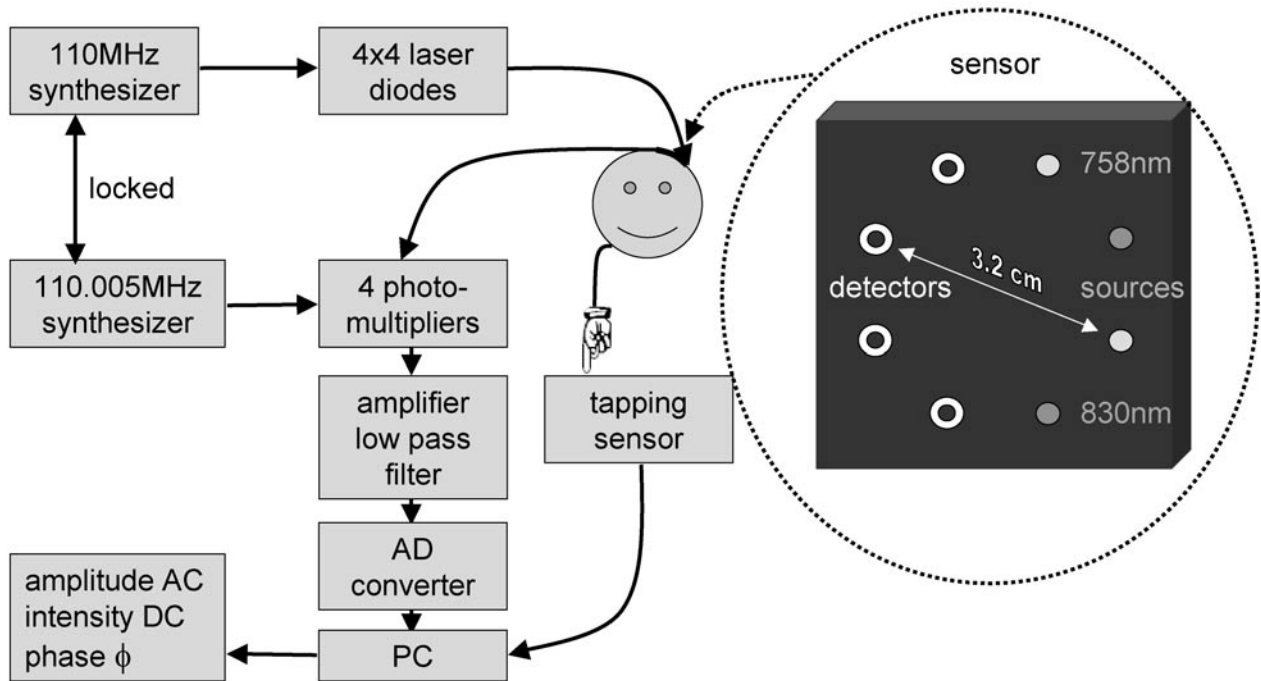 110MHz
synthesizer
4x4 laser
diodes
locked
110.005MHz
synthesizer
4 photo-
multipliers
amplifier
low pass
filter
tapping
sensor
AD
converter
PC
amplitude AC
intensity DC
phase ϕ
sensor
758nm
3.2 cm
detectors
sources
830nm